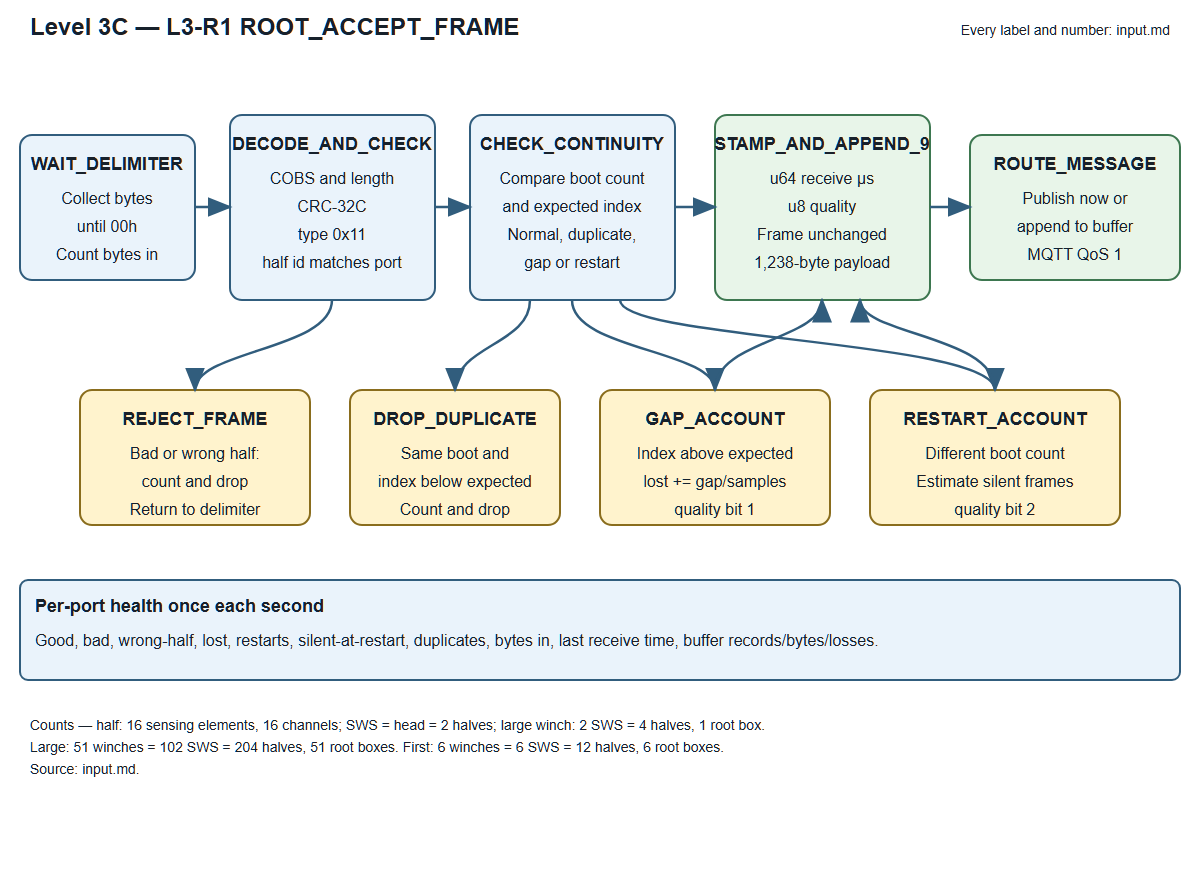 Level 3C — L3-R1 ROOT_ACCEPT_FRAME
Every label and number: input.md
WAIT_DELIMITER
Collect bytes
until 00h
Count bytes in
DECODE_AND_CHECK
COBS and length
CRC-32C
type 0x11
half id matches port
CHECK_CONTINUITY
Compare boot count
and expected index
Normal, duplicate,
gap or restart
STAMP_AND_APPEND_9
u64 receive µs
u8 quality
Frame unchanged
1,238-byte payload
ROUTE_MESSAGE
Publish now or
append to buffer
MQTT QoS 1
REJECT_FRAME
Bad or wrong half:
count and drop
Return to delimiter
DROP_DUPLICATE
Same boot and
index below expected
Count and drop
GAP_ACCOUNT
Index above expected
lost += gap/samples
quality bit 1
RESTART_ACCOUNT
Different boot count
Estimate silent frames
quality bit 2
Per-port health once each second
Good, bad, wrong-half, lost, restarts, silent-at-restart, duplicates, bytes in, last receive time, buffer records/bytes/losses.
Counts — half: 16 sensing elements, 16 channels; SWS = head = 2 halves; large winch: 2 SWS = 4 halves, 1 root box.
Large: 51 winches = 102 SWS = 204 halves, 51 root boxes. First: 6 winches = 6 SWS = 12 halves, 6 root boxes.
Source: input.md.